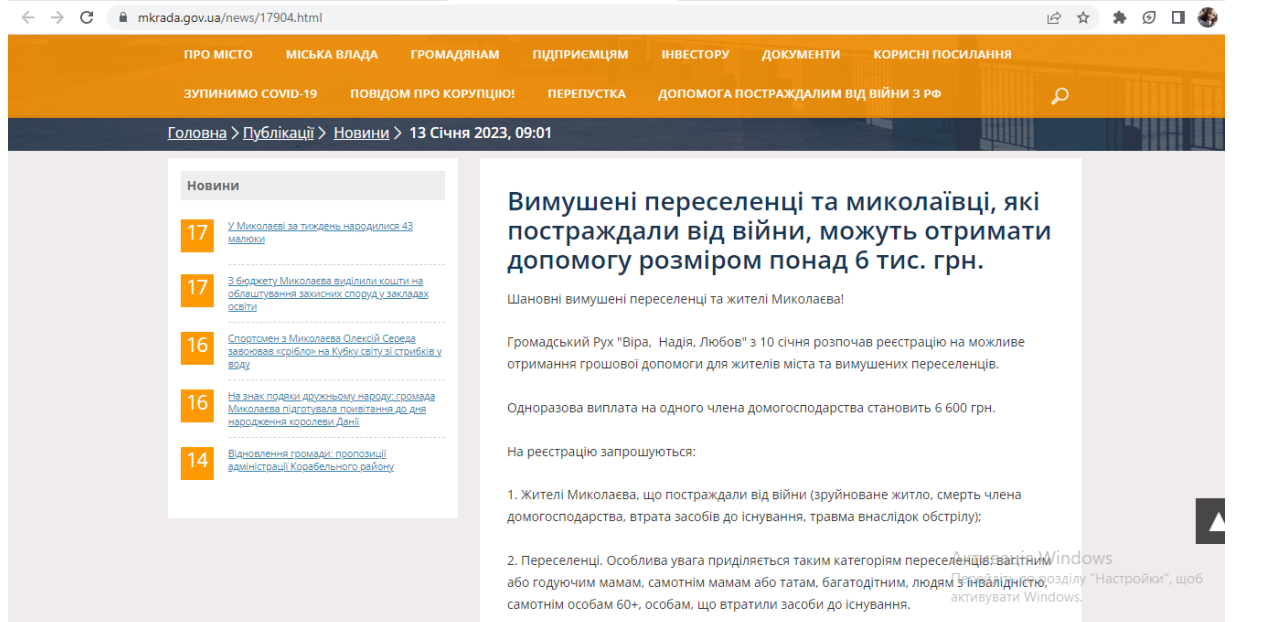 mkrada.gov.ua/news/17904.html
ПРО МІСТО МІСЬКА ВЛАДА ГРОМАДЯНАМ ПІДПРИЄМЦЯМ ІНВЕСТОРУ ДОКУМЕНТИ КОРИСНІ ПОСИЛАННЯ
ЗУПИНИМО COVID-19 ПОВІДОМ ПРО КОРУПЦІЮ! ПЕРЕПУСТКА ДОПОМОГА ПОСТРАЖДАЛИМ ВІД ВІЙНИ З РФ
Головна > Публікації > Новини > 13 Січня 2023, 09:01
Новини
17
У Миколаєві за тиждень народилися 43
малюки
17
З бюджету Миколаєва виділили кошти на
облаштування захисних споруд у закладах
освіти
16
Спортсмен з Миколаєва Олексій Середа
завоював «срібло» на Кубку світу зі стрибків у
воду
16
На знак подяки дружньому народу: громада
Миколаєва підготувала привітання до дня
народження королеви Данії
14
Відновлення громади: пропозиції
адміністрації Корабельного району
Вимушені переселенці та миколаївці, які
постраждали від війни, можуть отримати
допомогу розміром понад 6 тис. грн.
Шановні вимушені переселенці та жителі Миколаєва!
Громадський Рух "Віра, Надія, Любов" з 10 січня розпочав реєстрацію на можливе
отримання грошової допомоги для жителів міста та вимушених переселенців.
Одноразова виплата на одного члена домогосподарства становить 6 600 грн.
На реєстрацію запрошуються:
1. Жителі Миколаєва, що постраждали від війни (зруйноване житло, смерть члена
домогосподарства, втрата засобів до існування, травма внаслідок обстрілу);
2. Переселенці. Особлива увага приділяється таким категоріям переселенців: вагітним
або годуючим мамам, самотнім мамам або татам, багатодітним, людям з інвалідністю,
самотнім особам 60+, особам, що втратили засоби до існування.
Активація Windows
Перейдіть до розділу "Настройки", щоб
активувати Windows.